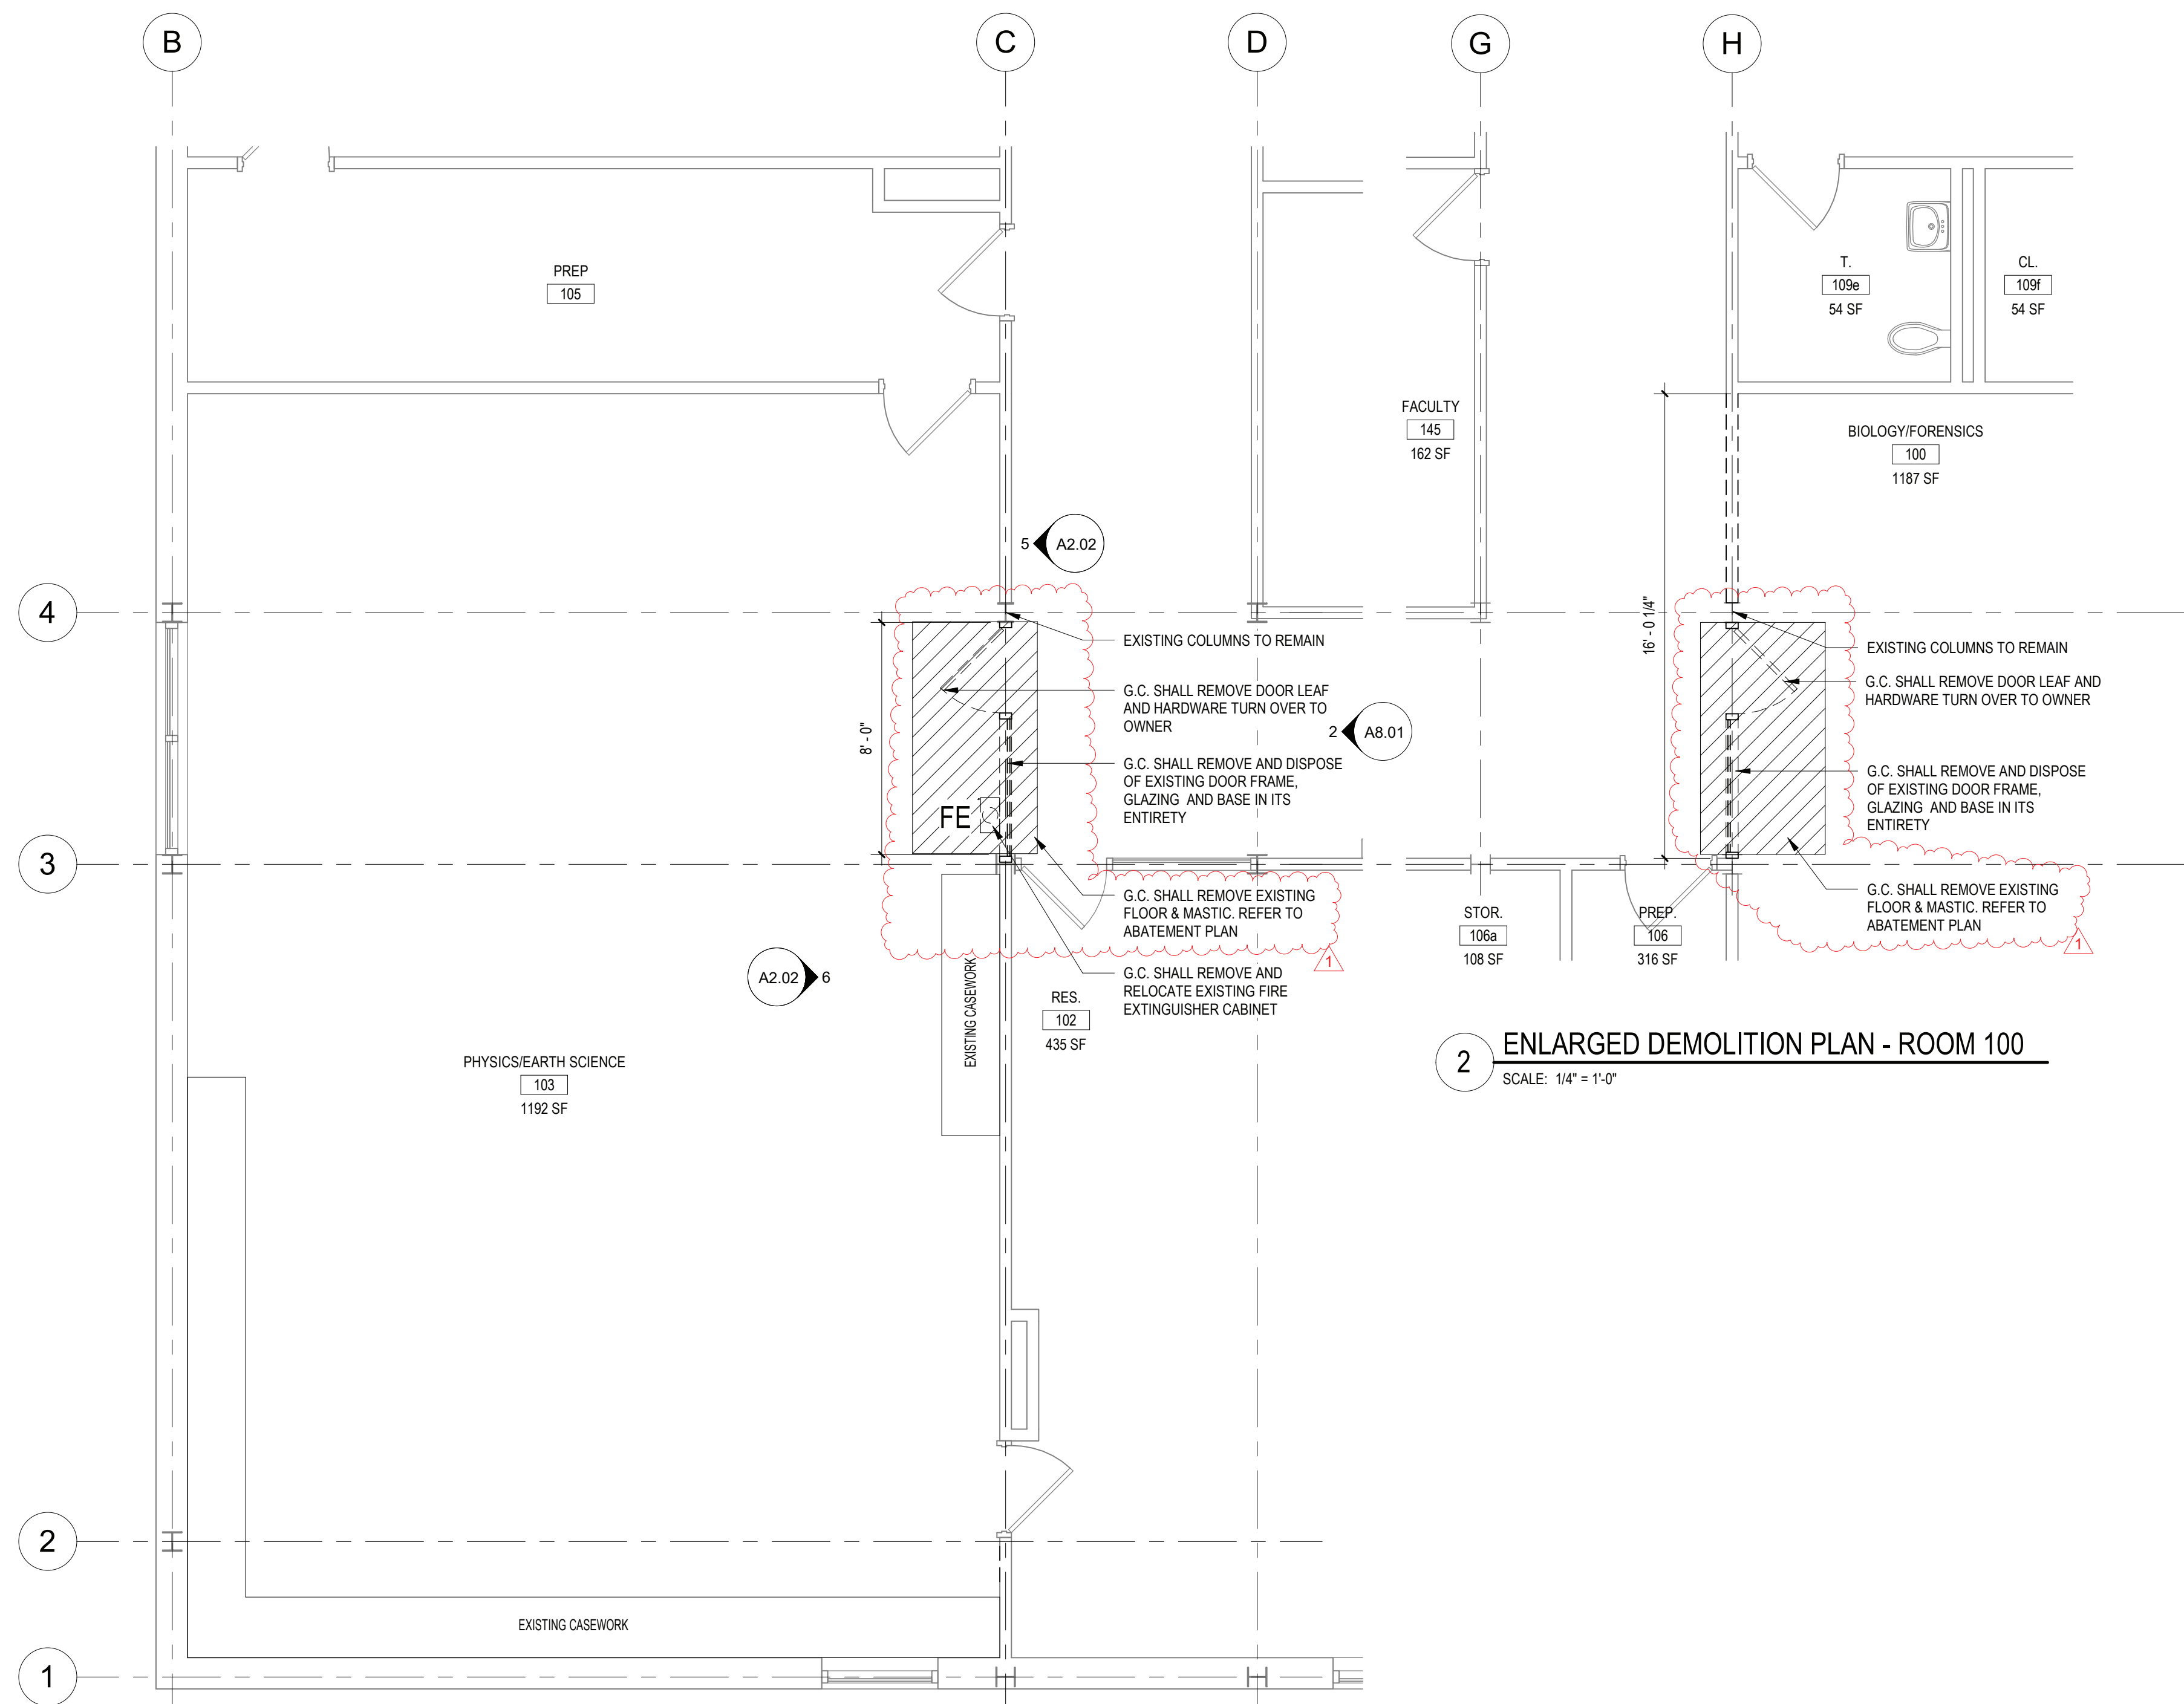 B
C
D
G
H
PREP
105
T.
109e
54 SF
CL.
109f
54 SF
FACULTY
145
162 SF
BIOLOGY/FORENSICS
100
1187 SF
5
A2.02
4
EXISTING COLUMNS TO REMAIN
G.C. SHALL REMOVE DOOR LEAF
AND HARDWARE TURN OVER TO
OWNER
8' - 0"
2
A8.01
G.C. SHALL REMOVE AND DISPOSE
OF EXISTING DOOR FRAME,
GLAZING AND BASE IN ITS
ENTIRETY
FE
16' - 0 1/4"
EXISTING COLUMNS TO REMAIN
G.C. SHALL REMOVE DOOR LEAF AND
HARDWARE TURN OVER TO OWNER
G.C. SHALL REMOVE AND DISPOSE
OF EXISTING DOOR FRAME,
GLAZING AND BASE IN ITS
ENTIRETY
3
G.C. SHALL REMOVE EXISTING
FLOOR & MASTIC. REFER TO
ABATEMENT PLAN
1
G.C. SHALL REMOVE AND
RELOCATE EXISTING FIRE
EXTINGUISHER CABINET
STOR.
106a
108 SF
PREP.
106
316 SF
G.C. SHALL REMOVE EXISTING
FLOOR & MASTIC. REFER TO
ABATEMENT PLAN
1
A2.02
6
EXISTING CASEWORK
RES.
102
435 SF
2
ENLARGED DEMOLITION PLAN - ROOM 100
SCALE: 1/4" = 1'-0"
PHYSICS/EARTH SCIENCE
103
1192 SF
2
EXISTING CASEWORK
1